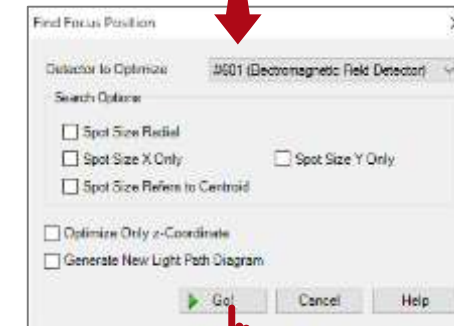 Find Focus Position
Detector to Optimize #601 (Electromagnetic Field Detector)
Search Options
Spot Size Radial
Spot Size X Only Spot Size Y Only
Spot Size Refers to Centroid
Optimize Only z-Coordinate
Generate New Light Path Diagram
Go! Cancel Help